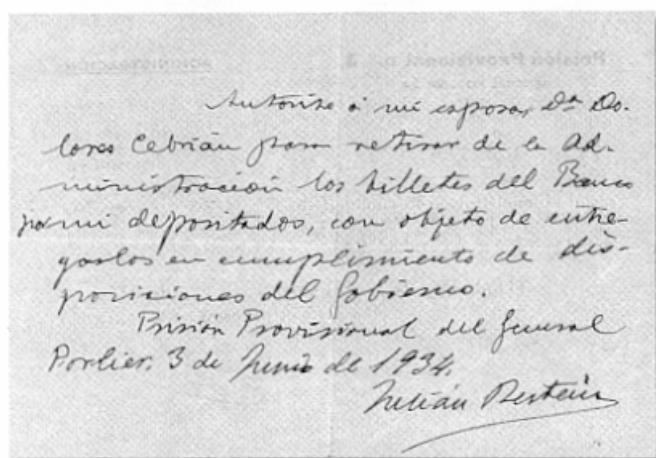 Autorizo á mi esposa, Dª Do-
lores Cebrián para retirar de la Ad-
ministración los billetes del Banco
por mi depositados, con objeto de entre-
garlos en cumplimiento de dis-
posiciones del Gobierno.
Prisión Provisional del General
Porlier. 3 de Junio de 1934.
Julián Besteiro